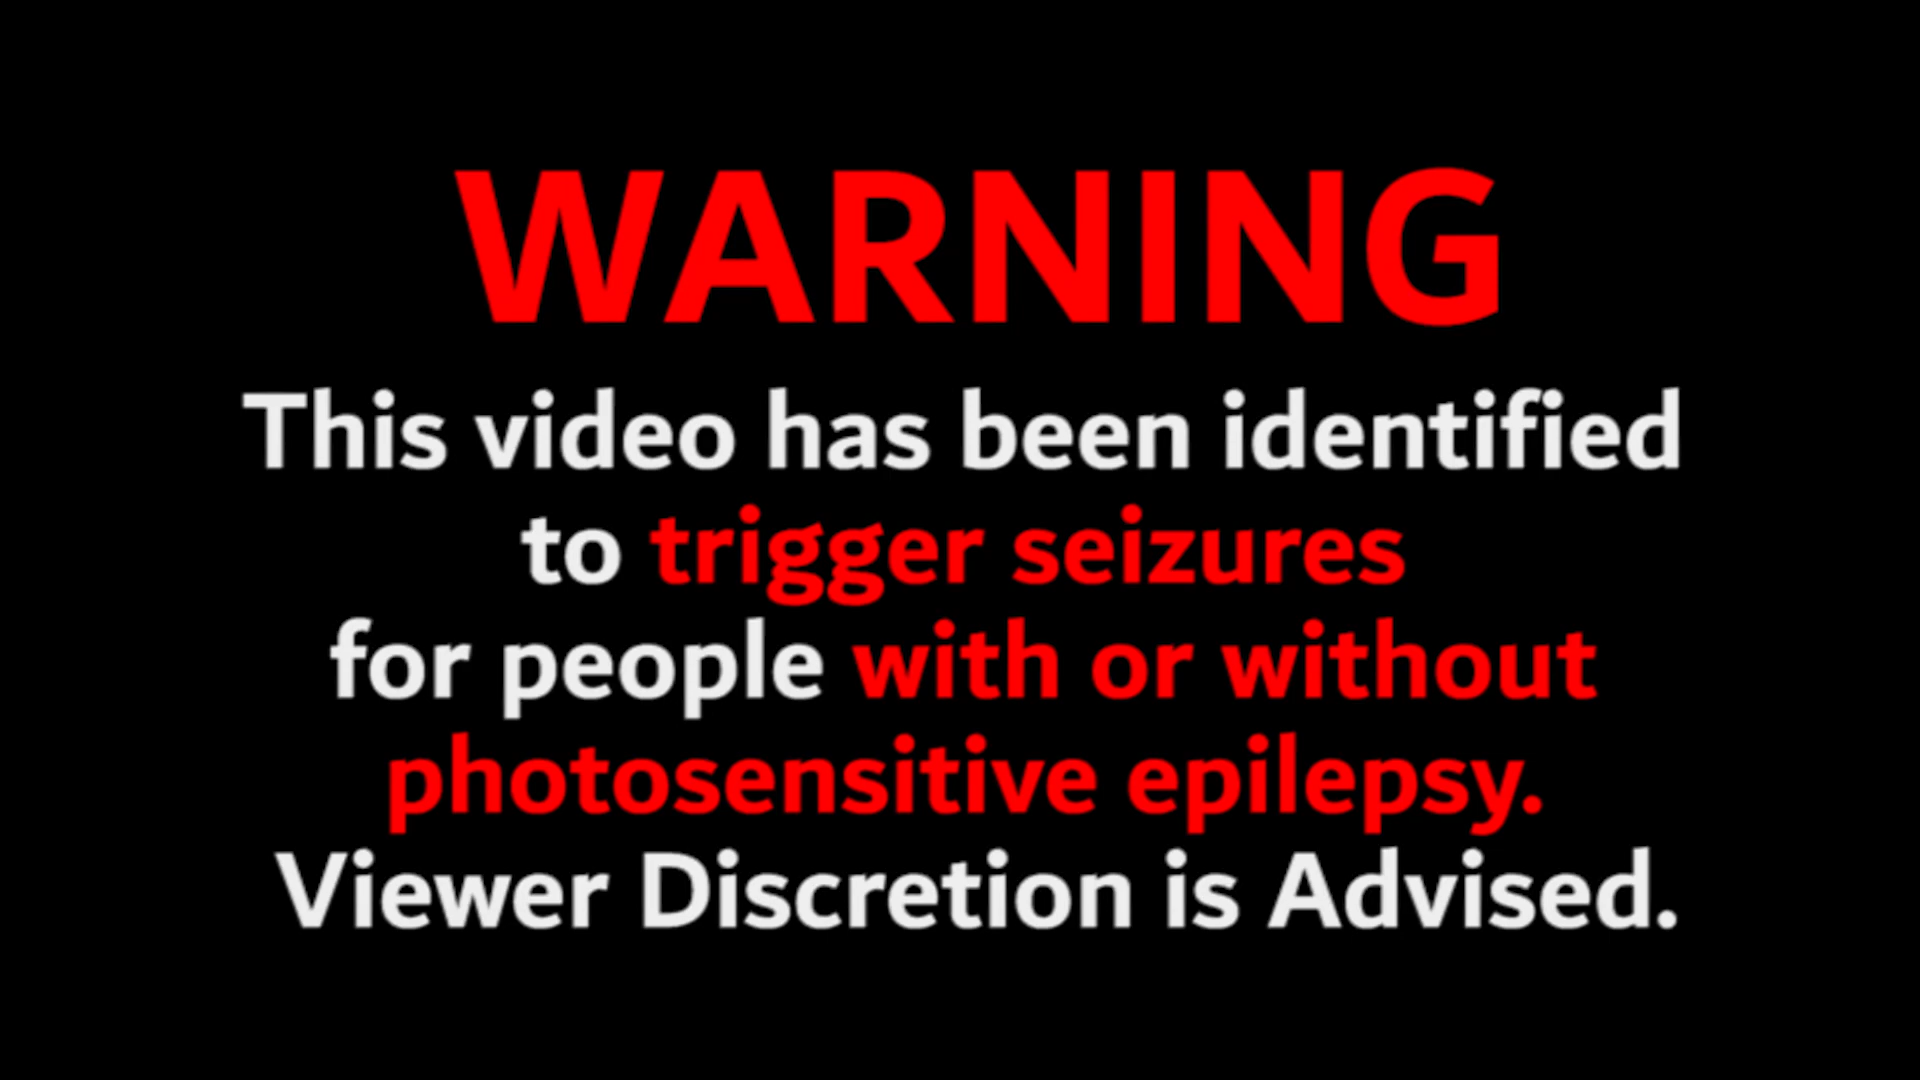 WARNING
This video has been identified
to trigger seizures
for people with or without
photosensitive epilepsy.
Viewer Discretion is Advised.